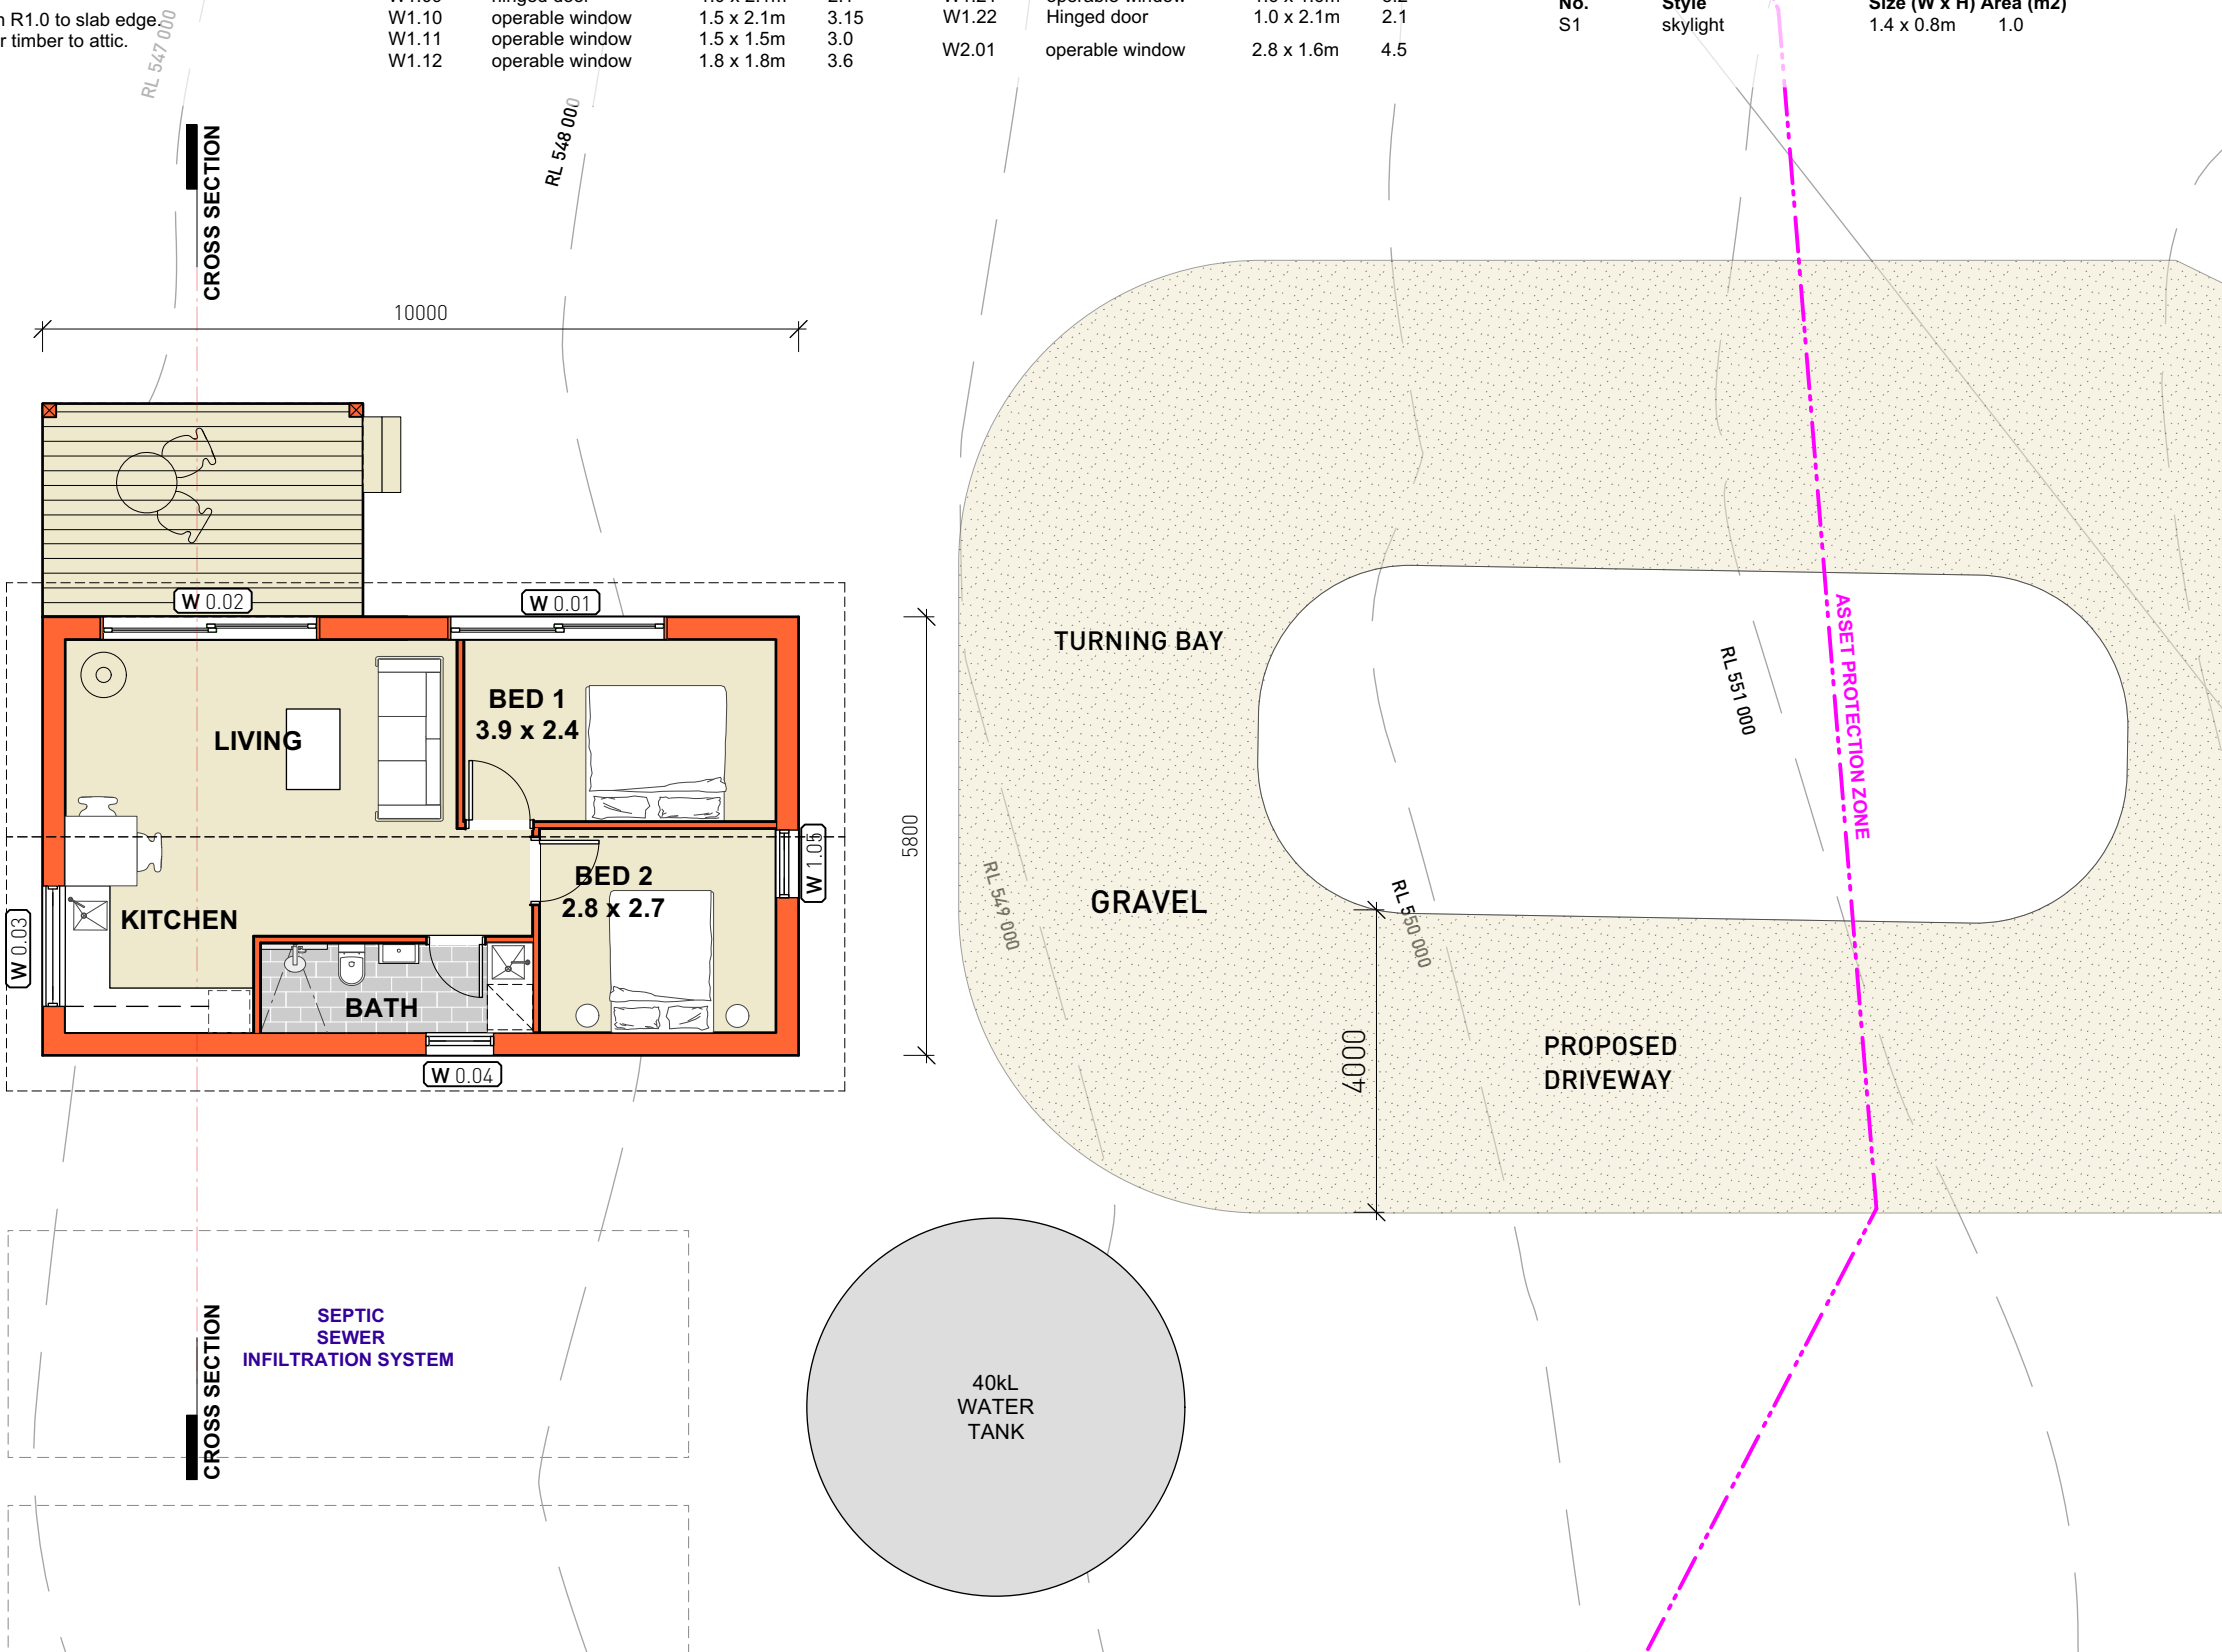 n R1.0 to slab edge.
r timber to attic.
W1.10 operable window 1.5 x 2.1m 3.15
W1.11 operable window 1.5 x 1.5m 3.0
W1.12 operable window 1.8 x 1.8m 3.6
W1.22 Hinged door 1.0 x 2.1m 2.1
W2.01 operable window 2.8 x 1.6m 4.5
No. Style Size (W x H) Area (m2)
S1 skylight 1.4 x 0.8m 1.0
RL 547 000
RL 548 000
CROSS SECTION
10000
W 0.02
W 0.01
BED 1
3.9 x 2.4
LIVING
TURNING BAY
RL 551 000
ASSET PROTECTION ZONE
5800
W 1.05
BED 2
2.8 x 2.7
KITCHEN
W 0.03
GRAVEL
RL 549 000
RL 550 000
BATH
W 0.04
4000
PROPOSED
DRIVEWAY
CROSS SECTION
SEPTIC
SEWER
INFILTRATION SYSTEM
40kL
WATER
TANK